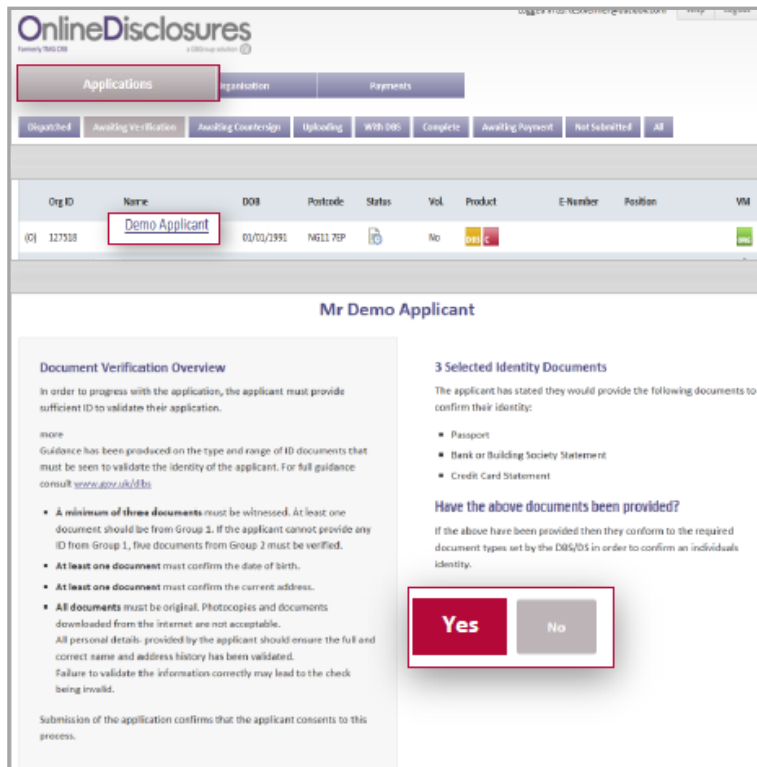 OnlineDisclosures
Formerly TMG CRB
a GBGroup solution
Help
Logout
Applications
Organisation
Payments
Dispatched
Awaiting Verification
Awaiting Countersign
Uploading
With DBS
Complete
Awaiting Payment
Not Submitted
All
Org ID Name DOB Postcode Status Vol. Product E-Number Position VM
(O) 127518 Demo Applicant 01/01/1991 NG11 7EP No DBS C ORG
Mr Demo Applicant
Document Verification Overview
In order to progress with the application, the applicant must provide
sufficient ID to validate their application.
more
Guidance has been produced on the type and range of ID documents that
must be seen to validate the identity of the applicant. For full guidance
consult www.gov.uk/dbs
A minimum of three documents must be witnessed. At least one
document should be from Group 1. If the applicant cannot provide any
ID from Group 1, five documents from Group 2 must be verified.
At least one document must confirm the date of birth.
At least one document must confirm the current address.
All documents must be original. Photocopies and documents
downloaded from the internet are not acceptable.
All personal details provided by the applicant should ensure the full and
correct name and address history has been validated.
Failure to validate the information correctly may lead to the check
being invalid.
Submission of the application confirms that the applicant consents to this
process.
3 Selected Identity Documents
The applicant has stated they would provide the following documents to
confirm their identity:
Passport
Bank or Building Society Statement
Credit Card Statement
Have the above documents been provided?
If the above have been provided then they conform to the required
document types set by the DBS/DS in order to confirm an individuals
identity.
Yes
No